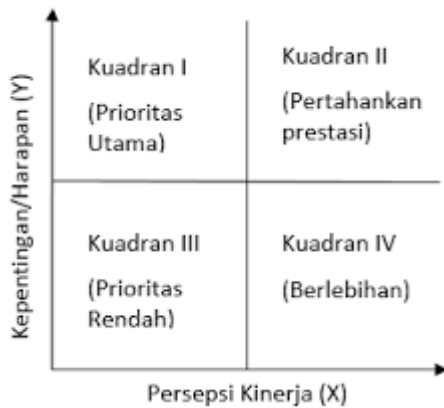 Kepentingan/Harapan (Y)
Kuadran I
(Prioritas
Utama)
Kuadran II
(Pertahankan
prestasi)
Kuadran III
(Prioritas
Rendah)
Kuadran IV
(Berlebihan)
Persepsi Kinerja (X)